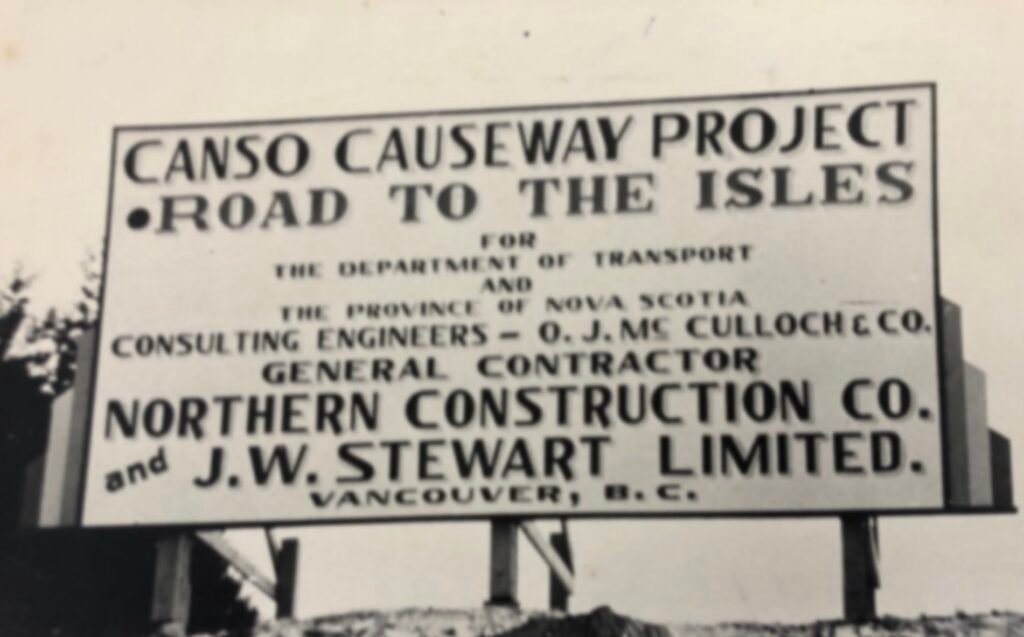 CANSO CAUSEWAY PROJECT
•ROAD TO THE ISLES
FOR
THE DEPARTMENT OF TRANSPORT
AND
THE PROVINCE OF NOVA SCOTIA
CONSULTING ENGINEERS – O.J. Mc CULLOCH & CO.
GENERAL CONTRACTOR
NORTHERN CONSTRUCTION CO.
and J.W. STEWART LIMITED.
VANCOUVER, B.C.